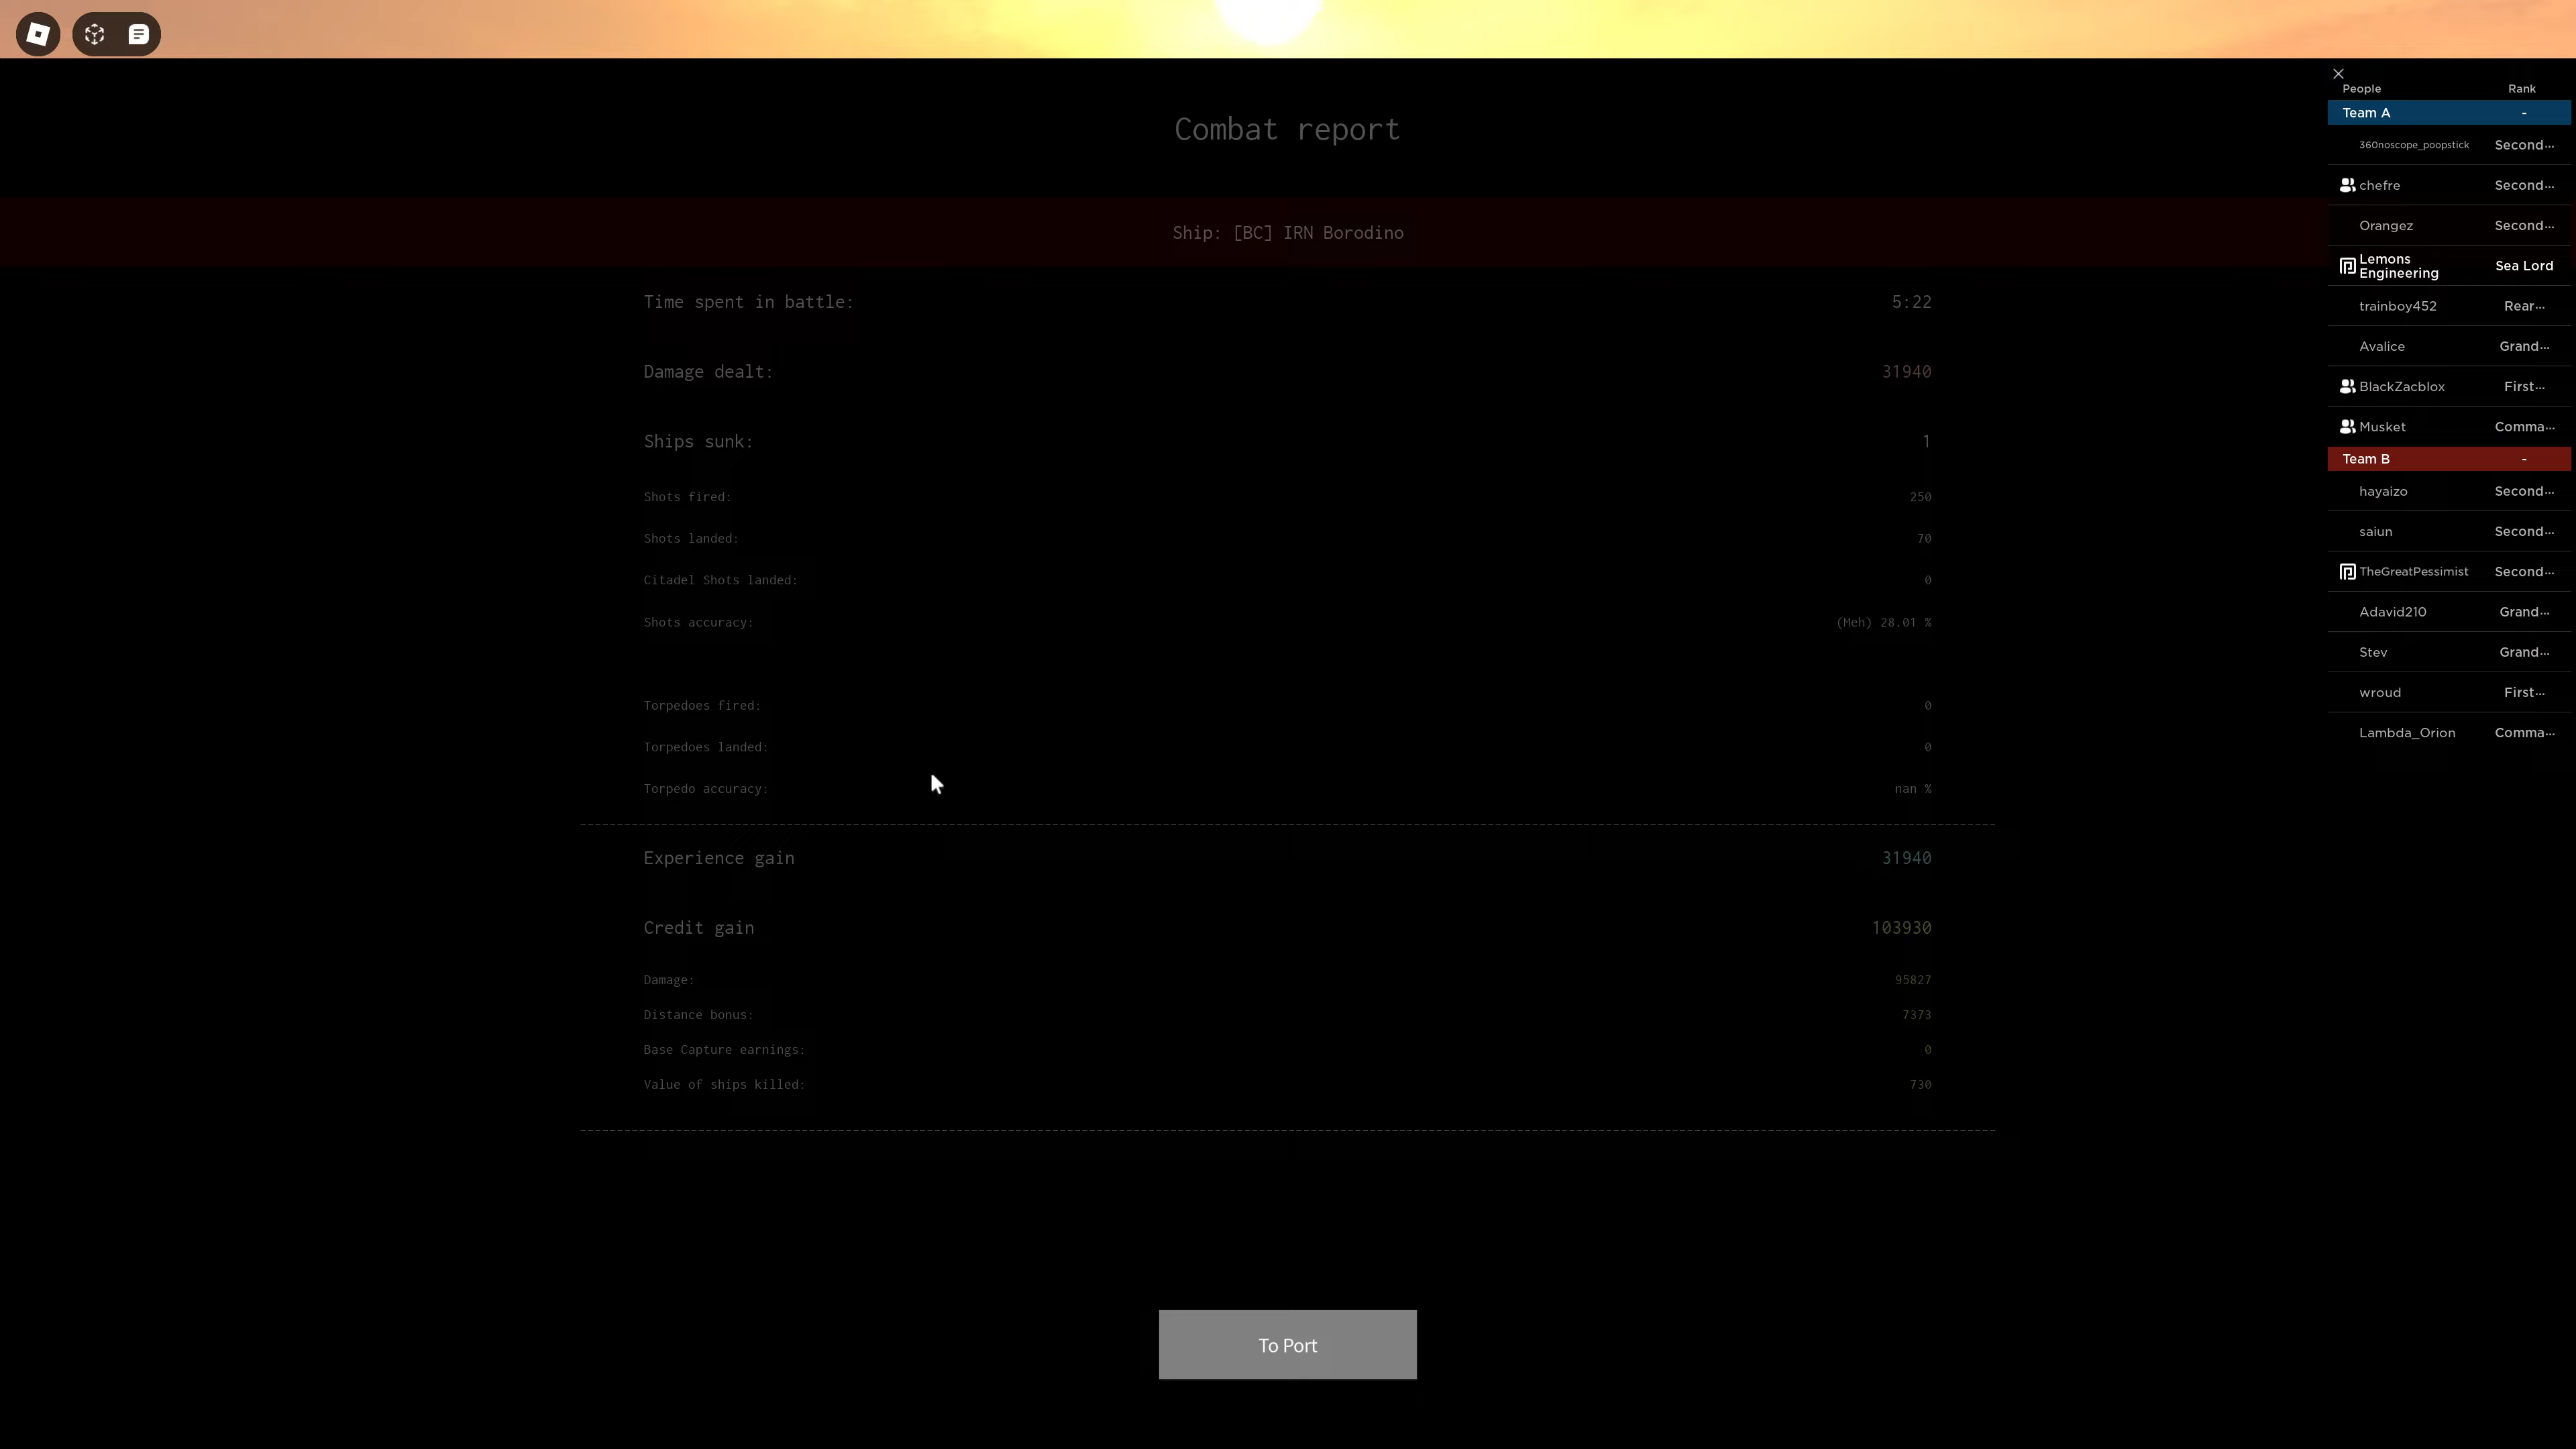 Combat report
Ship: [BC] IRN Borodino
Time spent in battle: 5:22
Damage dealt: 31940
Ships sunk: 1
Shots fired: 250
Shots landed: 70
Citadel Shots landed: 0
Shots accuracy: (Meh) 28.01 %
Torpedoes fired: 0
Torpedoes landed: 0
Torpedo accuracy: nan %
Experience gain 31940
Credit gain 103930
Damage: 95827
Distance bonus: 7373
Base Capture earnings: 0
Value of ships killed: 730
To Port
People Rank
Team A -
360noscope_poopstick Second...
chefre Second...
Orangez Second...
Lemons
Engineering Sea Lord
trainboy452 Rear...
Avalice Grand...
BlackZacblox First...
Musket Comma...
Team B -
hayaizo Second...
saiun Second...
TheGreatPessimist Second...
Adavid210 Grand...
Stev Grand...
wroud First...
Lambda_Orion Comma...